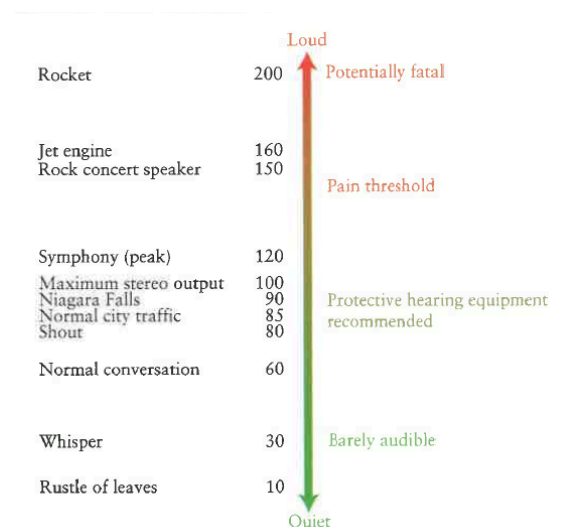 Loud
Rocket 200 Potentially fatal
Jet engine 160
Rock concert speaker 150
Pain threshold
Symphony (peak) 120
Maximum stereo output 100
Niagara Falls 90 Protective hearing equipment
Normal city traffic 85 recommended
Shout 80
Normal conversation 60
Whisper 30 Barely audible
Rustle of leaves 10
Quiet